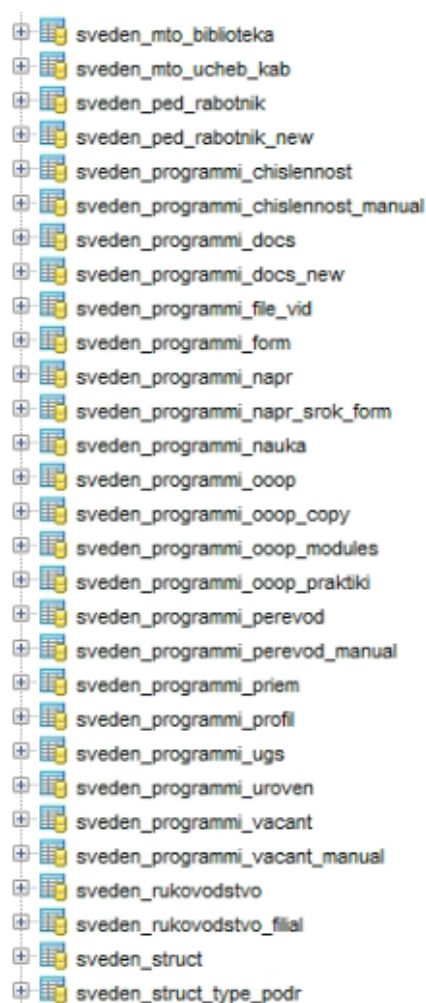 sveden_mto_biblioteka
sveden_mto_ucheb_kab
sveden_ped_rabotnik
sveden_ped_rabotnik_new
sveden_programmi_chislennost
sveden_programmi_chislennost_manual
sveden_programmi_docs
sveden_programmi_docs_new
sveden_programmi_file_vid
sveden_programmi_form
sveden_programmi_napr
sveden_programmi_napr_srok_form
sveden_programmi_nauka
sveden_programmi_ooop
sveden_programmi_ooop_copy
sveden_programmi_ooop_modules
sveden_programmi_ooop_praktiki
sveden_programmi_perevod
sveden_programmi_perevod_manual
sveden_programmi_priem
sveden_programmi_profil
sveden_programmi_ugs
sveden_programmi_uroven
sveden_programmi_vacant
sveden_programmi_vacant_manual
sveden_rukovodstvo
sveden_rukovodstvo_filial
sveden_struct
sveden_struct_type_podr